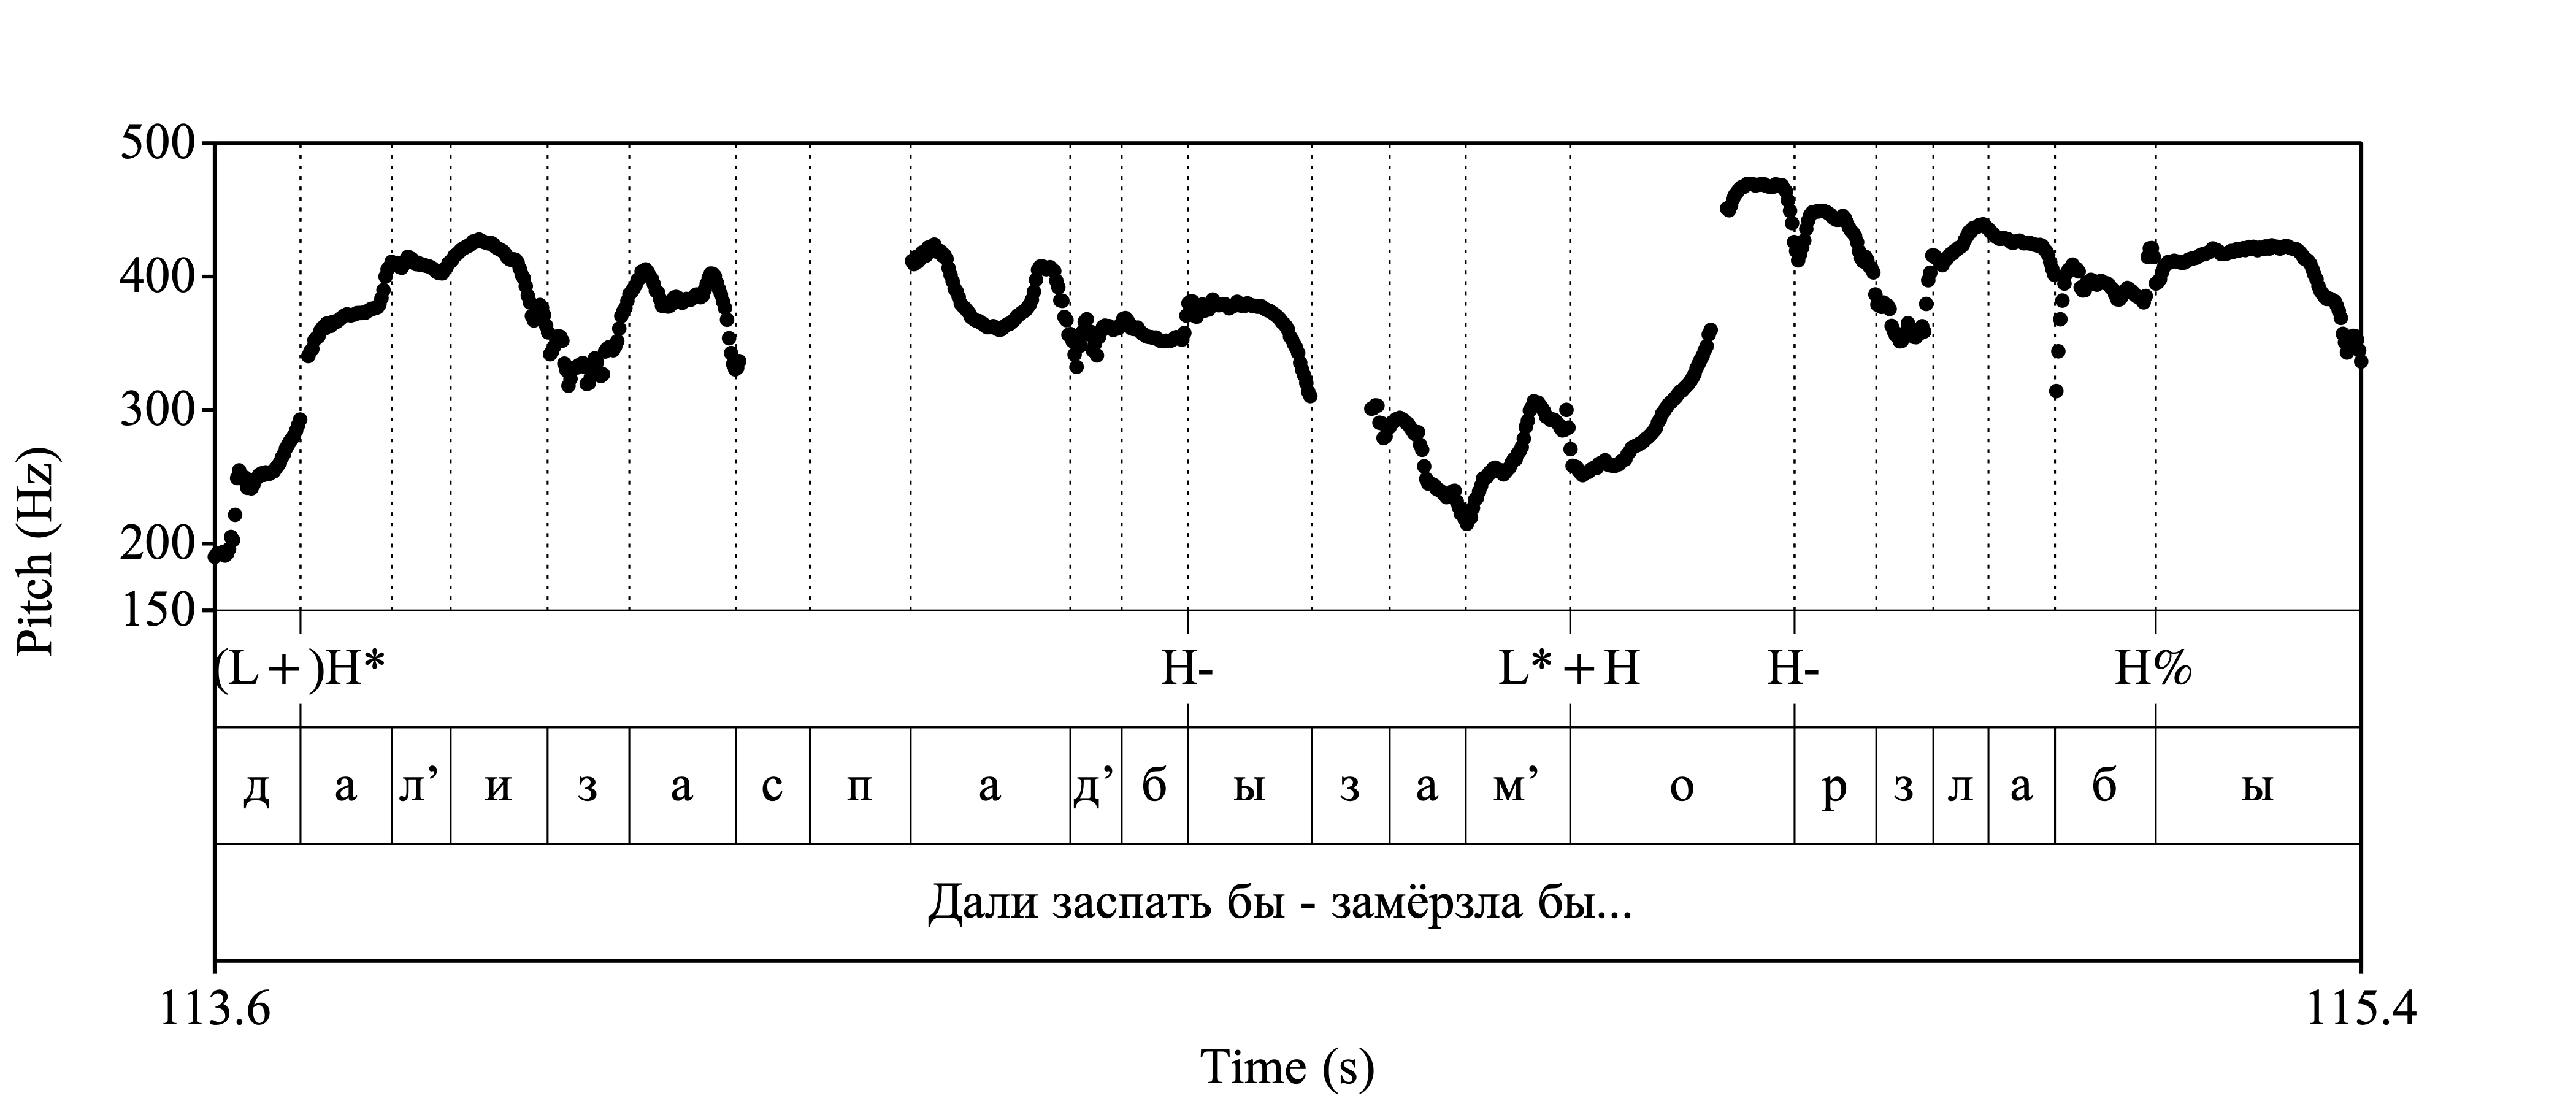 500
400
300
200
150
Pitch (Hz)
(L+)H* H- L*+H H- H%
д а л’ и з а с п а д’ б ы з а м’ о р з л а б ы
Дали заспать бы - замёрзла бы...
113.6 115.4
Time (s)